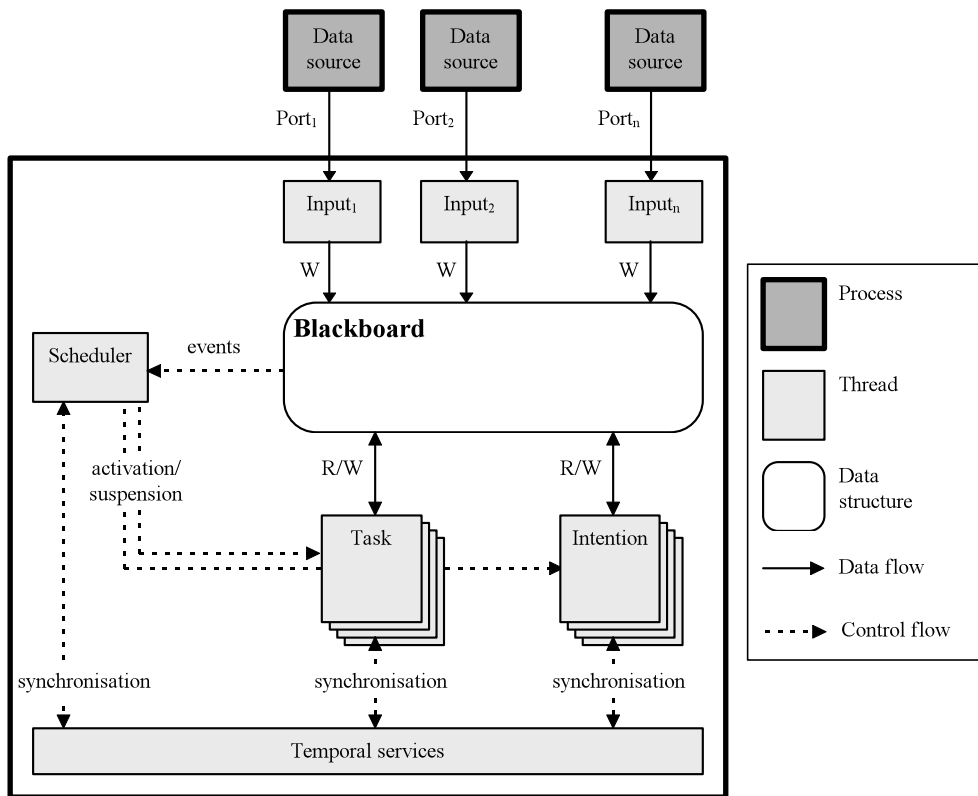 Data
source
Data
source
Data
source
Port₁
Port₂
Portₙ
Input₁
Input₂
Inputₙ
W
W
W
Blackboard
Scheduler
events
activation/
suspension
R/W
R/W
Task
Intention
synchronisation
synchronisation
synchronisation
Temporal services
Process
Thread
Data
structure
Data flow
Control flow